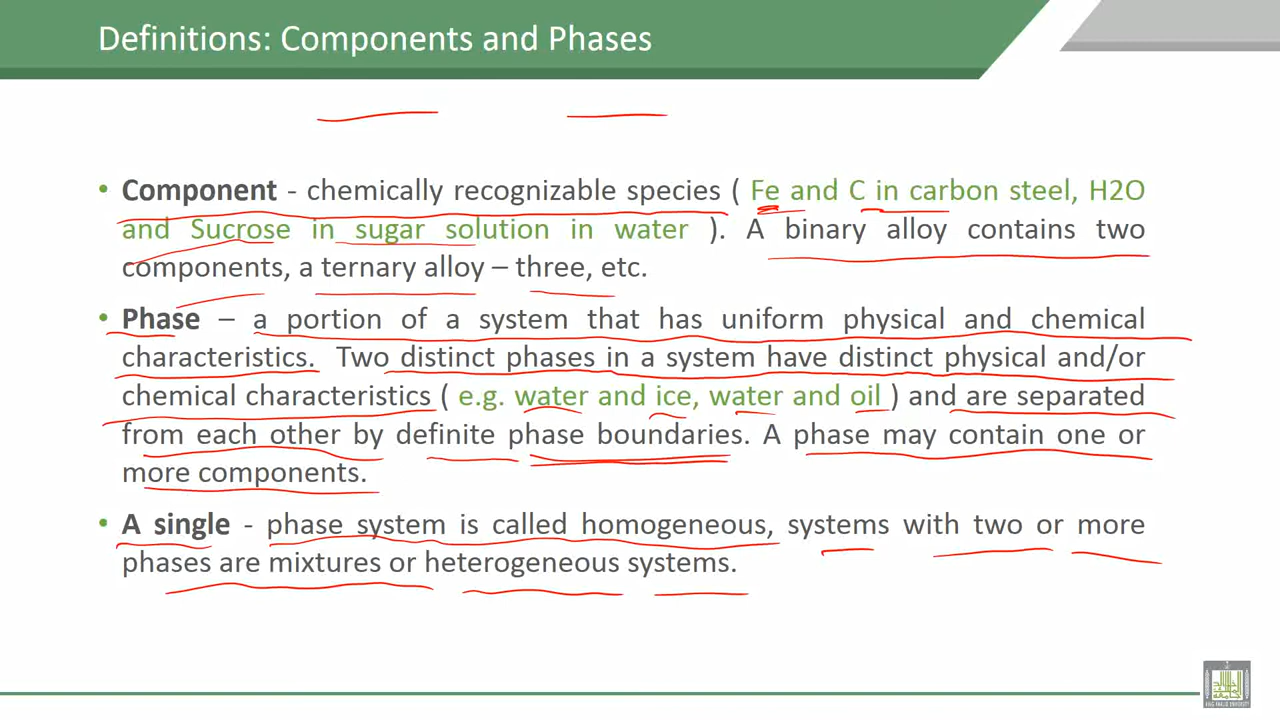 Definitions: Components and Phases
• Component - chemically recognizable species ( Fe and C in carbon steel, H2O
and Sucrose in sugar solution in water ). A binary alloy contains two
components, a ternary alloy – three, etc.
• Phase – a portion of a system that has uniform physical and chemical
characteristics. Two distinct phases in a system have distinct physical and/or
chemical characteristics ( e.g. water and ice, water and oil ) and are separated
from each other by definite phase boundaries. A phase may contain one or
more components.
• A single - phase system is called homogeneous, systems with two or more
phases are mixtures or heterogeneous systems.
KING KHALID UNIVERSITY